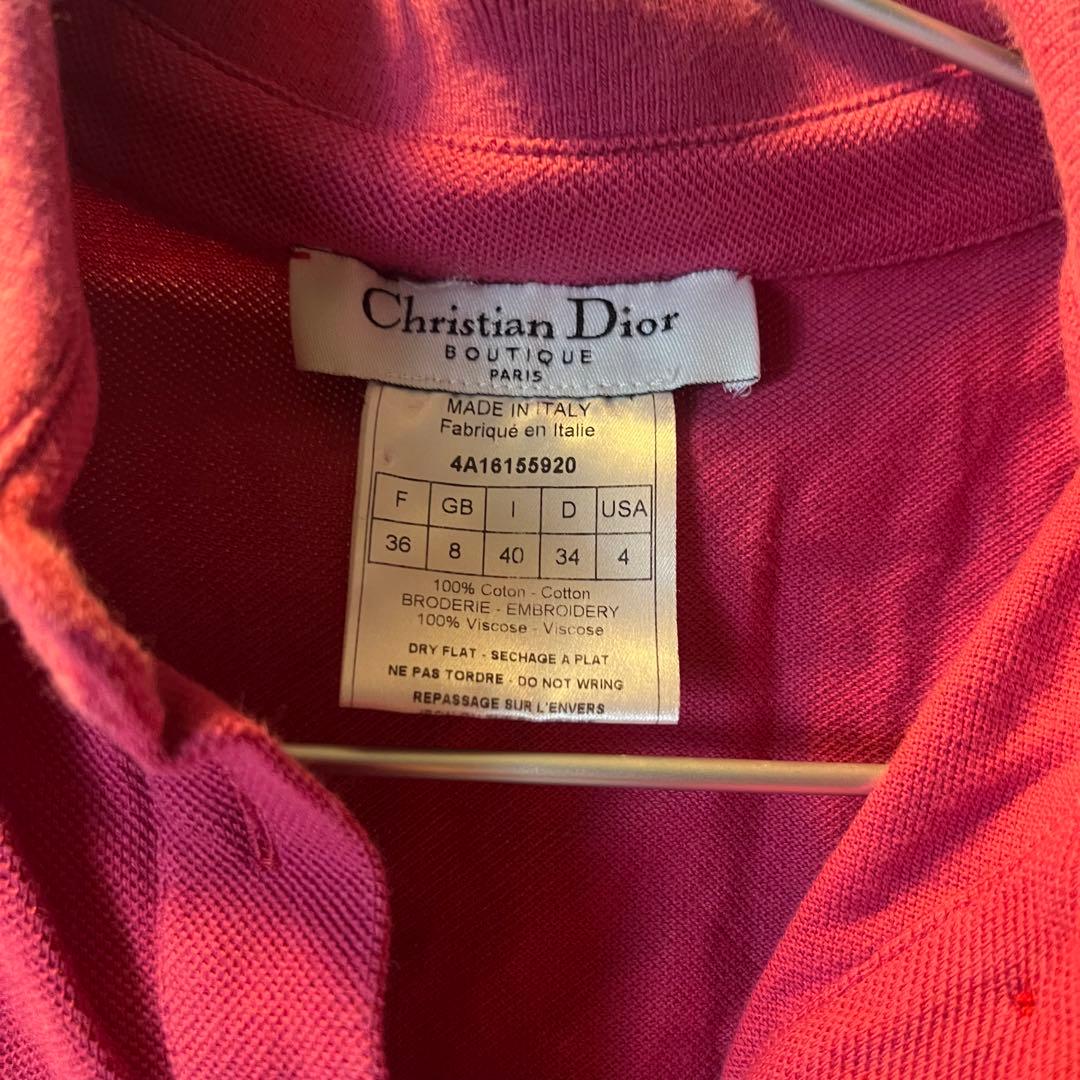 Christian Dior
BOUTIQUE
PARIS
MADE IN ITALY
Fabriqué en Italie
4A16155920
F GB I D USA
36 8 40 34 4
100% Coton - Cotton
BRODERIE - EMBROIDERY
100% Viscose - Viscose
DRY FLAT - SECHAGE A PLAT
NE PAS TORDRE - DO NOT WRING
REPASSAGE SUR L'ENVERS